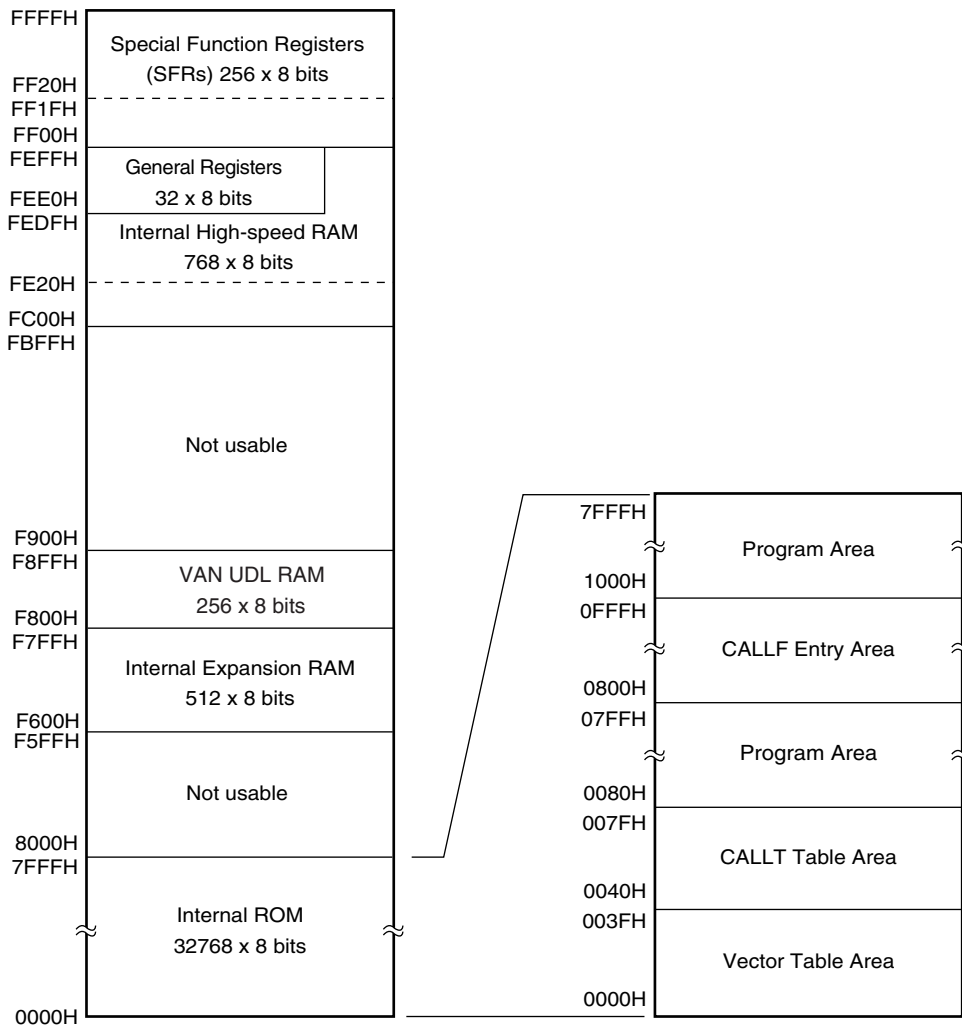 FFFFH
Special Function Registers
(SFRs) 256 x 8 bits
FF20H
FF1FH
FF00H
FEFFH
General Registers
32 x 8 bits
FEE0H
FEDFH
Internal High-speed RAM
768 x 8 bits
FE20H
FC00H
FBFFH
Not usable
F900H
F8FFH
VAN UDL RAM
256 x 8 bits
F800H
F7FFH
Internal Expansion RAM
512 x 8 bits
F600H
F5FFH
Not usable
8000H
7FFFH
Internal ROM
32768 x 8 bits
0000H
7FFFH
Program Area
1000H
0FFFH
CALLF Entry Area
0800H
07FFH
Program Area
0080H
007FH
CALLT Table Area
0040H
003FH
Vector Table Area
0000H